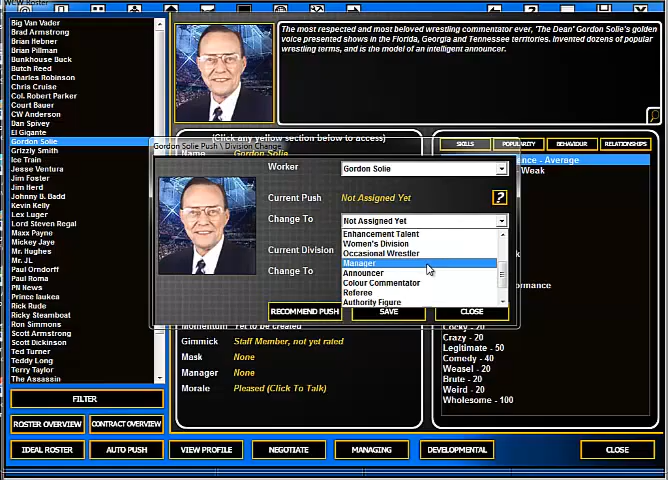 WCW Roster
Big Van Vader
Brad Armstrong
Brian Hebner
Brian Pillman
Bunkhouse Buck
Butch Reed
Charles Robinson
Chris Cruise
Col. Robert Parker
Court Bauer
CW Anderson
Dan Spivey
El Gigante
Gordon Solie
Grizzly Smith
Ice Train
Jesse Ventura
Jim Foster
Jim Herd
Johnny B. Badd
Kevin Kelly
Lex Luger
Lord Steven Regal
Maxx Payne
Mickey Jaye
Mr. Hughes
Mr. JL
Paul Orndorff
Paul Roma
PN News
Prince Iaukea
Rick Rude
Ricky Steamboat
Ron Simmons
Scott Armstrong
Scott Dickinson
Ted Turner
Teddy Long
Terry Taylor
The Assassin
FILTER
ROSTER OVERVIEW
CONTRACT OVERVIEW
IDEAL ROSTER
AUTO PUSH
VIEW PROFILE
NEGOTIATE
MANAGING
DEVELOPMENTAL
CLOSE
The most respected and most beloved wrestling commentator ever, 'The Dean' Gordon Solie's golden
voice presented shows in the Florida, Georgia and Tennessee territories. Invented dozens of popular
wrestling terms, and is the model of an intelligent announcer.
(Click any yellow section below to access)
Name Gordon Solie
Gordon Solie Push \ Division Change
Worker
Gordon Solie
Current Push
Not Assigned Yet
?
Change To
Not Assigned Yet
Enhancement Talent
Women's Division
Occasional Wrestler
Manager
Announcer
Colour Commentator
Referee
Authority Figure
Current Division
Change To
RECOMMEND PUSH
SAVE
CLOSE
Momentum Yet to be created
Gimmick Staff Member, not yet rated
Mask None
Manager None
Morale Pleased (Click To Talk)
SKILLS
POPULARITY
BEHAVIOUR
RELATIONSHIPS
nce - Average
Weak
ormance
Cocky - 20
Crazy - 20
Legitimate - 50
Comedy - 40
Weasel - 20
Brute - 20
Weird - 20
Wholesome - 100